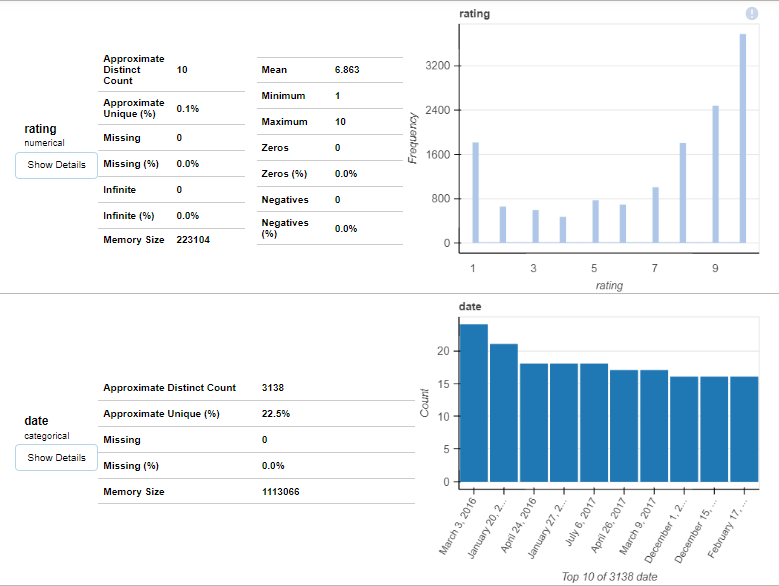 rating
numerical
Show Details
Approximate
Distinct
Count
10
Approximate
Unique (%)
0.1%
Missing
0
Missing (%)
0.0%
Infinite
0
Infinite (%)
0.0%
Memory Size
223104
Mean
6.863
Minimum
1
Maximum
10
Zeros
0
Zeros (%)
0.0%
Negatives
0
Negatives
(%)
0.0%
rating
!
Frequency
3200
2400
1600
800
0
1
3
5
7
9
rating
date
categorical
Show Details
Approximate Distinct Count
3138
Approximate Unique (%)
22.5%
Missing
0
Missing (%)
0.0%
Memory Size
1113066
date
Count
20
15
10
5
0
March 3, 2016
January 20, 2...
April 24, 2016
January 27, 2...
July 6, 2017
April 26, 2017
March 9, 2017
December 1, 2...
December 15, ...
February 17, ...
Top 10 of 3138 date